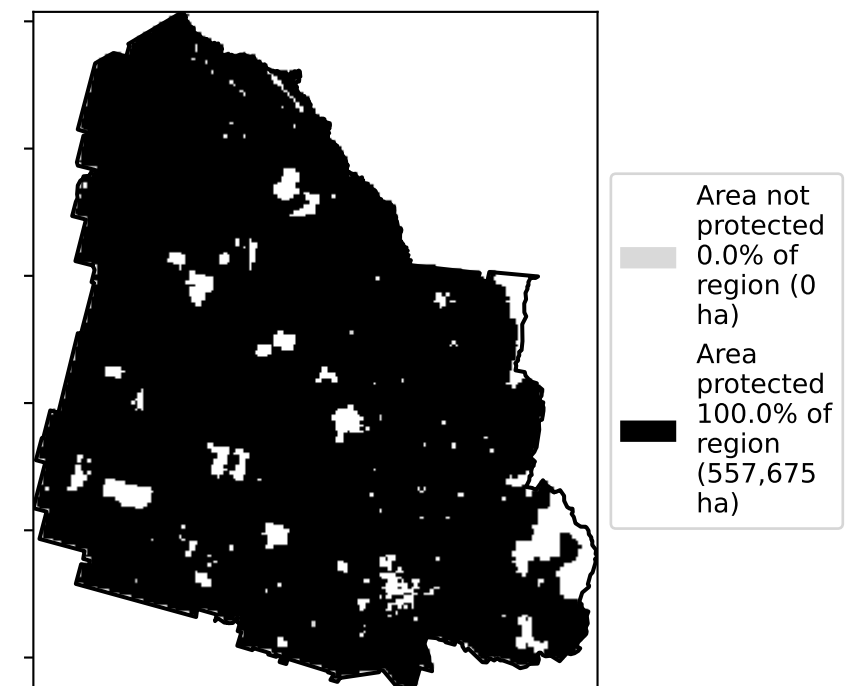 Area not
protected
0.0% of
region (0
ha)
Area
protected
100.0% of
region
(557,675
ha)